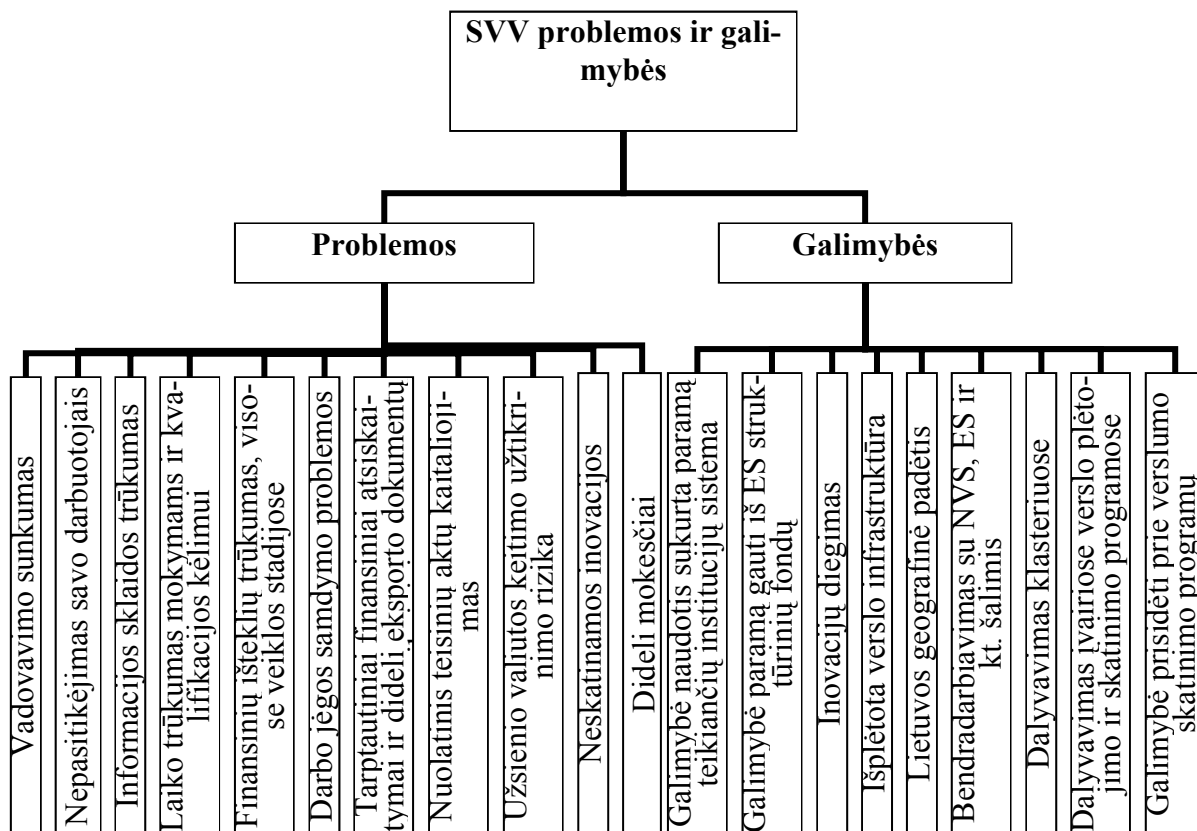 SVV problemos ir gali-
mybės
Problemos
Galimybės
Vadovavimo sunkumas
Nepasitikėjimas savo darbuotojais
Informacijos sklaidos trūkumas
Laiko trūkumas mokymams ir kva-
lifikacijos kėlimui
Finansinių išteklių trūkumas, viso-
se veiklos stadijose
Darbo jėgos samdymo problemos
Tarptautiniai finansiniai atsiskai-
tymai ir dideli eksporto dokumentų
Nuolatinis teisinių aktų kaitalioji-
mas
Užsienio valiutos keitimo užtikri-
nimo rizika
Neskatinamos inovacijos
Dideli mokesčiai
Galimybė naudotis sukurta paramą
teikiančių institucijų sistema
Galimybė paramą gauti iš ES struk-
tūrinių fondų
Inovacijų diegimas
Išplėtota verslo infrastruktūra
Lietuvos geografinė padėtis
Bendradarbiavimas su NVS, ES ir
kt. šalimis
Dalyvavimas klasteriuose
Dalyvavimas įvairiose verslo plėto-
jimo ir skatinimo programose
Galimybė prisidėti prie verslumo
skatinimo programų